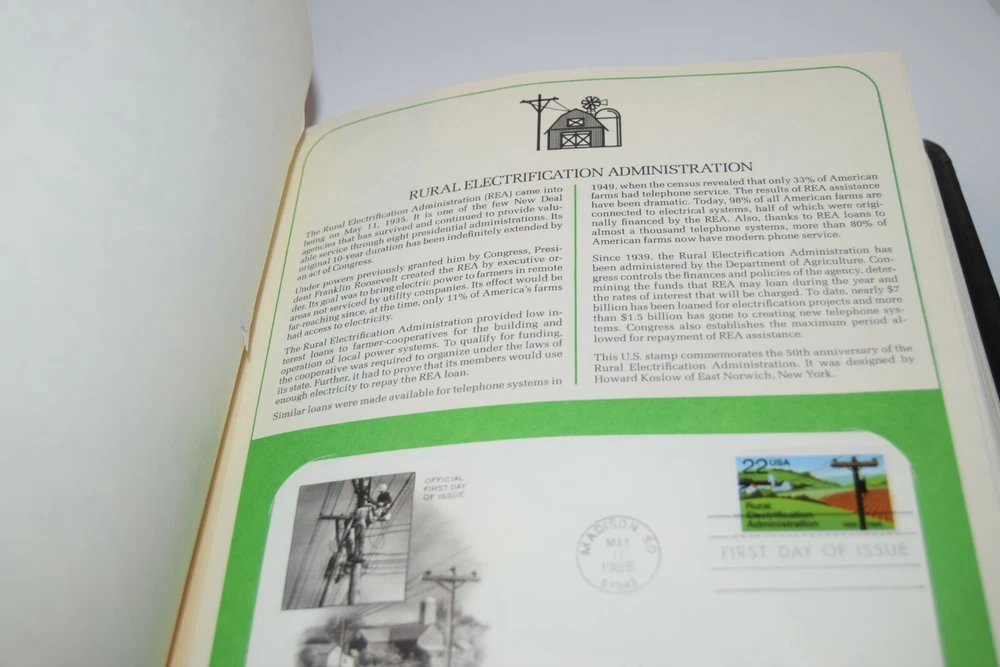 RURAL ELECTRIFICATION ADMINISTRATION
The Rural Electrification Administration (REA) came into
being on May 11, 1935. It is one of the few New Deal
agencies that has survived and continued to provide valu-
able service through eight presidential administrations. Its
original 10-year duration has been indefinitely extended by
an act of Congress.
Under powers previously granted him by Congress, Presi-
dent Franklin Roosevelt created the REA by executive or-
der. Its goal was to bring electric power to farmers in remote
areas not serviced by utility companies. Its effect would be
far-reaching since, at the time, only 11% of America's farms
had access to electricity.
The Rural Electrification Administration provided low in-
terest loans to farmer-cooperatives for the building and
operation of local power systems. To qualify for funding,
the cooperative was required to organize under the laws of
its state. Further, it had to prove that its members would use
enough electricity to repay the REA loan.
Similar loans were made available for telephone systems in
1949, when the census revealed that only 33% of American
farms had telephone service. The results of REA assistance
have been dramatic. Today, 98% of all American farms are
connected to electrical systems, half of which were origi-
nally financed by the REA. Also, thanks to REA loans to
almost a thousand telephone systems, more than 80% of
American farms now have modern phone service.
Since 1939, the Rural Electrification Administration has
been administered by the Department of Agriculture. Con-
gress controls the finances and policies of the agency, deter-
mining the funds that REA may loan during the year and
the rates of interest that will be charged. To date, nearly $7
billion has been loaned for electrification projects and more
than $1.5 billion has gone to creating new telephone sys-
tems. Congress also establishes the maximum period al-
lowed for repayment of REA assistance.
This U.S. stamp commemorates the 50th anniversary of the
Rural Electrification Administration. It was designed by
Howard Koslow of East Norwich, New York.
OFFICIAL
FIRST DAY
OF ISSUE
MADISON, SD
MAY
11
1985
57042
22 USA
Rural
Electrification
Administration
FIRST DAY OF ISSUE